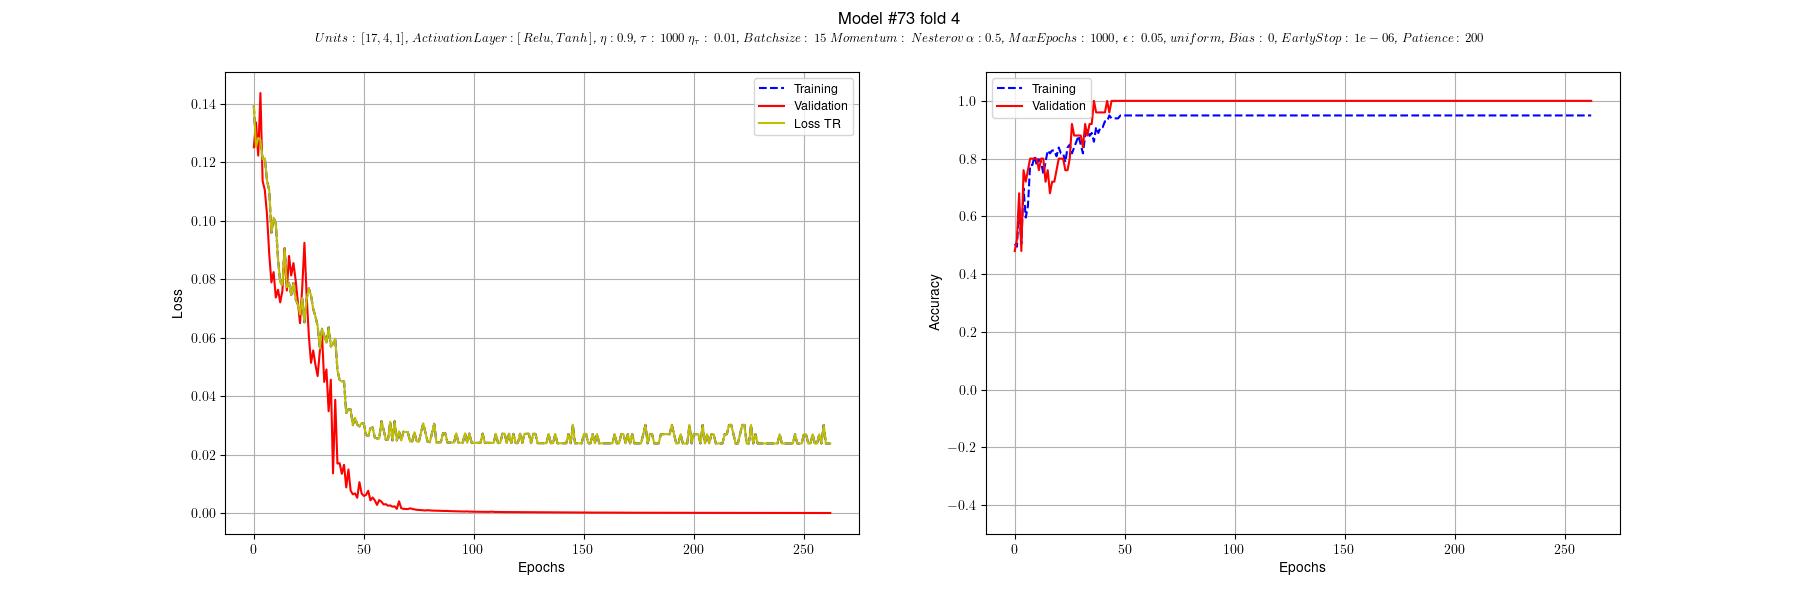 Model #73 fold 4
Units : [17, 4, 1], ActivationLayer : [ Relu, Tanh ], η : 0.9, τ : 1000 ητ : 0.01, Batchsize : 15 Momentum : Nesterov α : 0.5, MaxEpochs : 1000, ϵ : 0.05, uniform, Bias : 0, EarlyStop : 1e − 06, Patience : 200
Training
Validation
Loss TR
0.14
0.12
0.10
0.08
0.06
0.04
0.02
0.00
Loss
0 50 100 150 200 250
Epochs
Training
Validation
1.0
0.8
0.6
0.4
0.2
0.0
−0.2
−0.4
Accuracy
0 50 100 150 200 250
Epochs